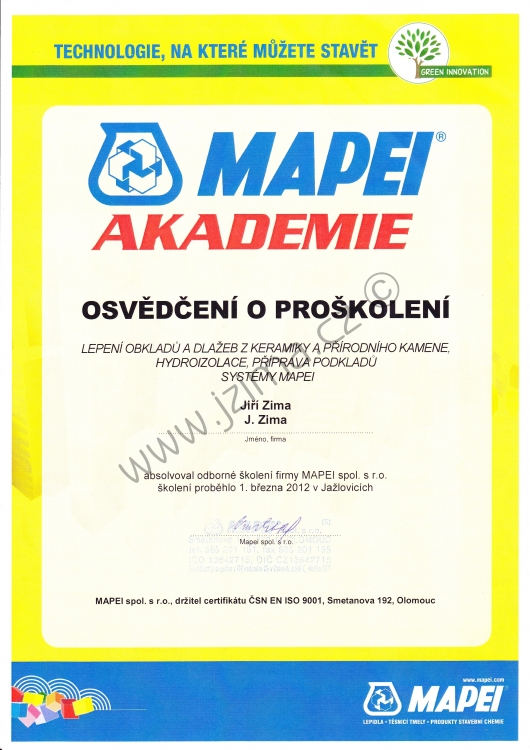 TECHNOLOGIE, NA KTERÉ MŮŽETE STAVĚT
GREEN INNOVATION
MAPEI®
AKADEMIE
OSVĚDČENÍ O PROŠKOLENÍ
LEPENÍ OBKLADŮ A DLAŽEB Z KERAMIKY A PŘÍRODNÍHO KAMENE,
HYDROIZOLACE, PŘÍPRAVA PODKLADŮ
SYSTÉMY MAPEI
Jiří Zima
J. Zima
Jméno, firma
absolvoval odborné školení firmy MAPEI spol. s r.o.
školení proběhlo 1. března 2012 v Jažlovicích
Mapei spol. s r.o.
MAPEI spol. s r.o., držitel certifikátu ČSN EN ISO 9001, Smetanova 192, Olomouc
www.mapei.com
MAPEI®
LEPIDLA • TĚSNICÍ TMELY • PRODUKTY STAVEBNÍ CHEMIE
www.jzima.cz ©